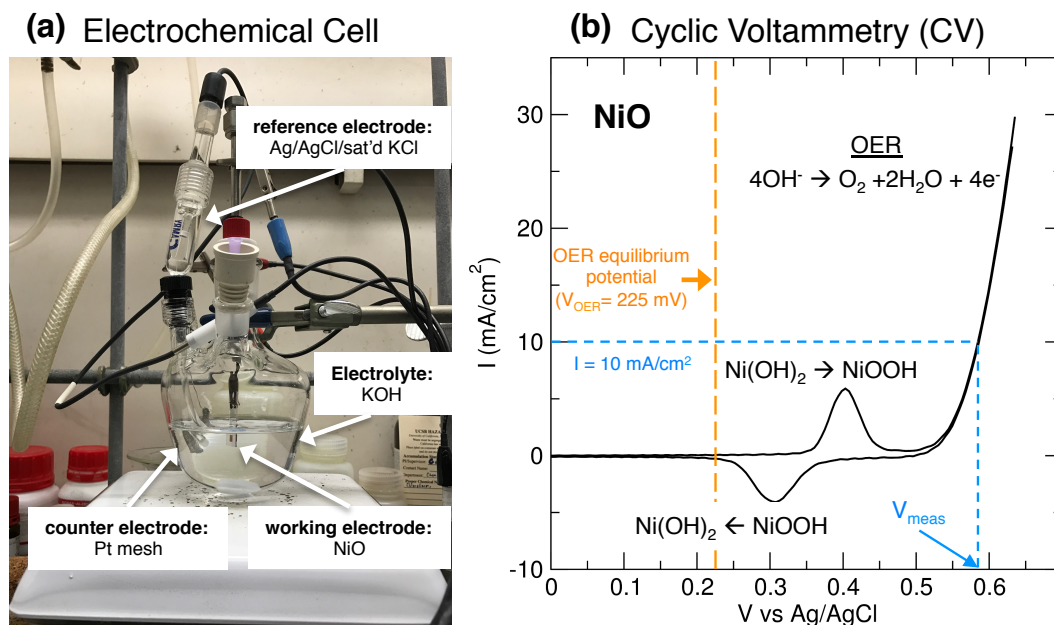 (a) Electrochemical Cell
reference electrode:
Ag/AgCl/sat'd KCl
Electrolyte:
KOH
counter electrode:
Pt mesh
working electrode:
NiO
(b) Cyclic Voltammetry (CV)
NiO
OER
4OH⁻ → O₂ +2H₂O + 4e⁻
OER equilibrium
potential
(V_OER= 225 mV)
I = 10 mA/cm²
Ni(OH)₂ → NiOOH
Ni(OH)₂ ← NiOOH
V_meas
I (mA/cm²)
30
20
10
0
-10
0 0.1 0.2 0.3 0.4 0.5 0.6
V vs Ag/AgCl